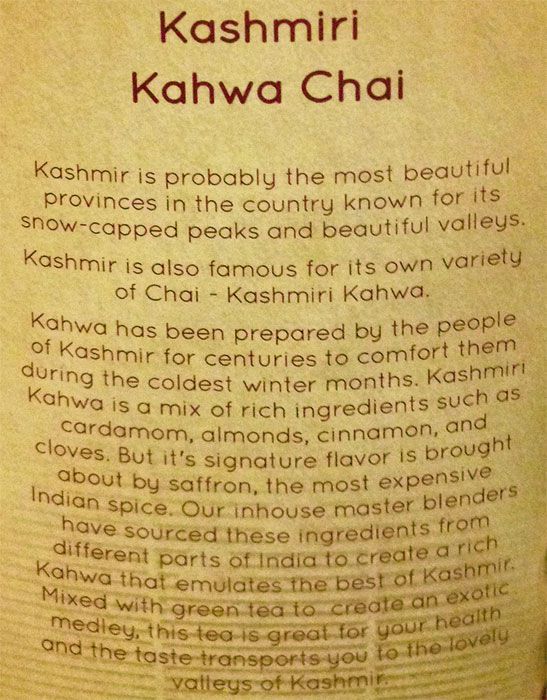 Kashmiri
Kahwa Chai
Kashmir is probably the most beautiful
provinces in the country known for its
snow-capped peaks and beautiful valleys.
Kashmir is also famous for its own variety
of Chai - Kashmiri Kahwa.
Kahwa has been prepared by the people
of Kashmir for centuries to comfort them
during the coldest winter months. Kashmiri
Kahwa is a mix of rich ingredients such as
cardamom, almonds, cinnamon, and
cloves. But it's signature flavor is brought
about by saffron, the most expensive
Indian spice. Our inhouse master blenders
have sourced these ingredients from
different parts of India to create a rich
Kahwa that emulates the best of Kashmir.
Mixed with green tea to create an exotic
medley, this tea is great for your health
and the taste transports you to the lovely
valleys of Kashmir.